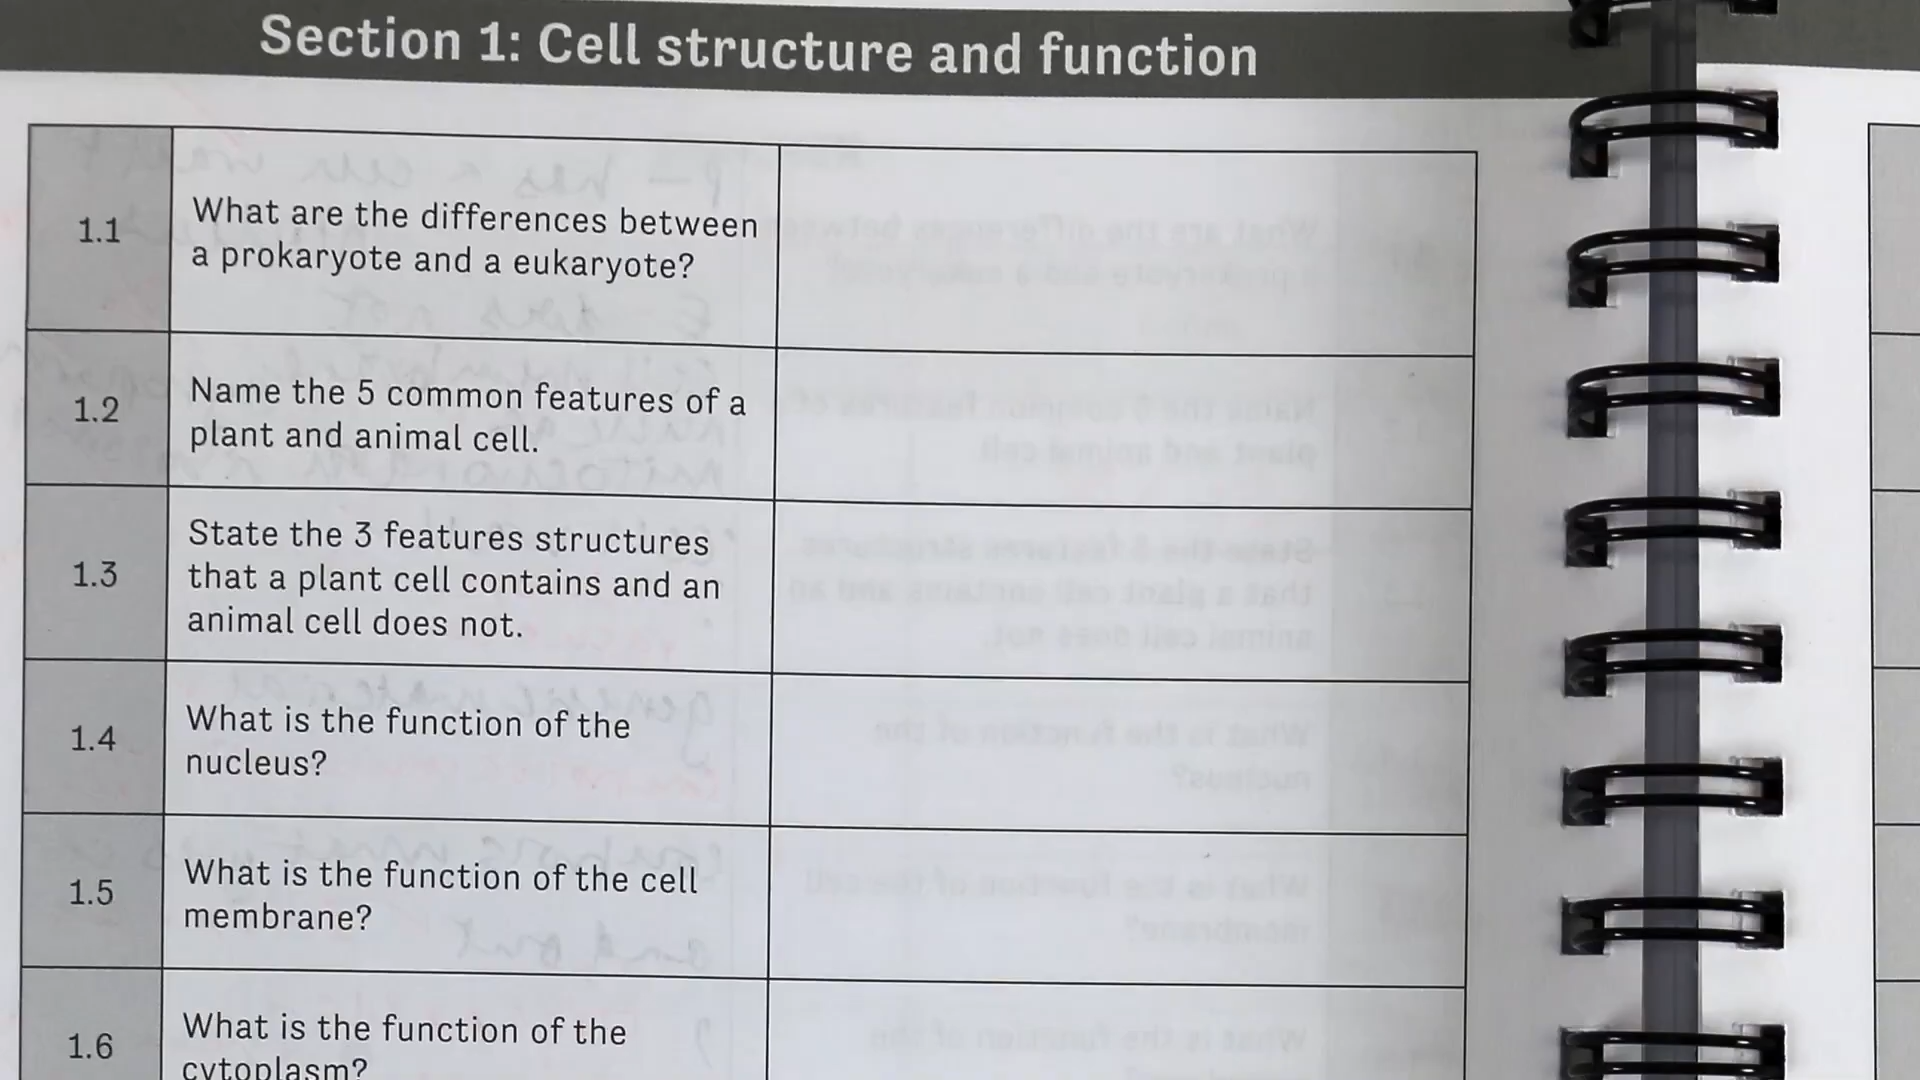 Section 1: Cell structure and function
1.1
What are the differences between
a prokaryote and a eukaryote?
1.2
Name the 5 common features of a
plant and animal cell.
1.3
State the 3 features structures
that a plant cell contains and an
animal cell does not.
1.4
What is the function of the
nucleus?
1.5
What is the function of the cell
membrane?
1.6
What is the function of the
cytoplasm?